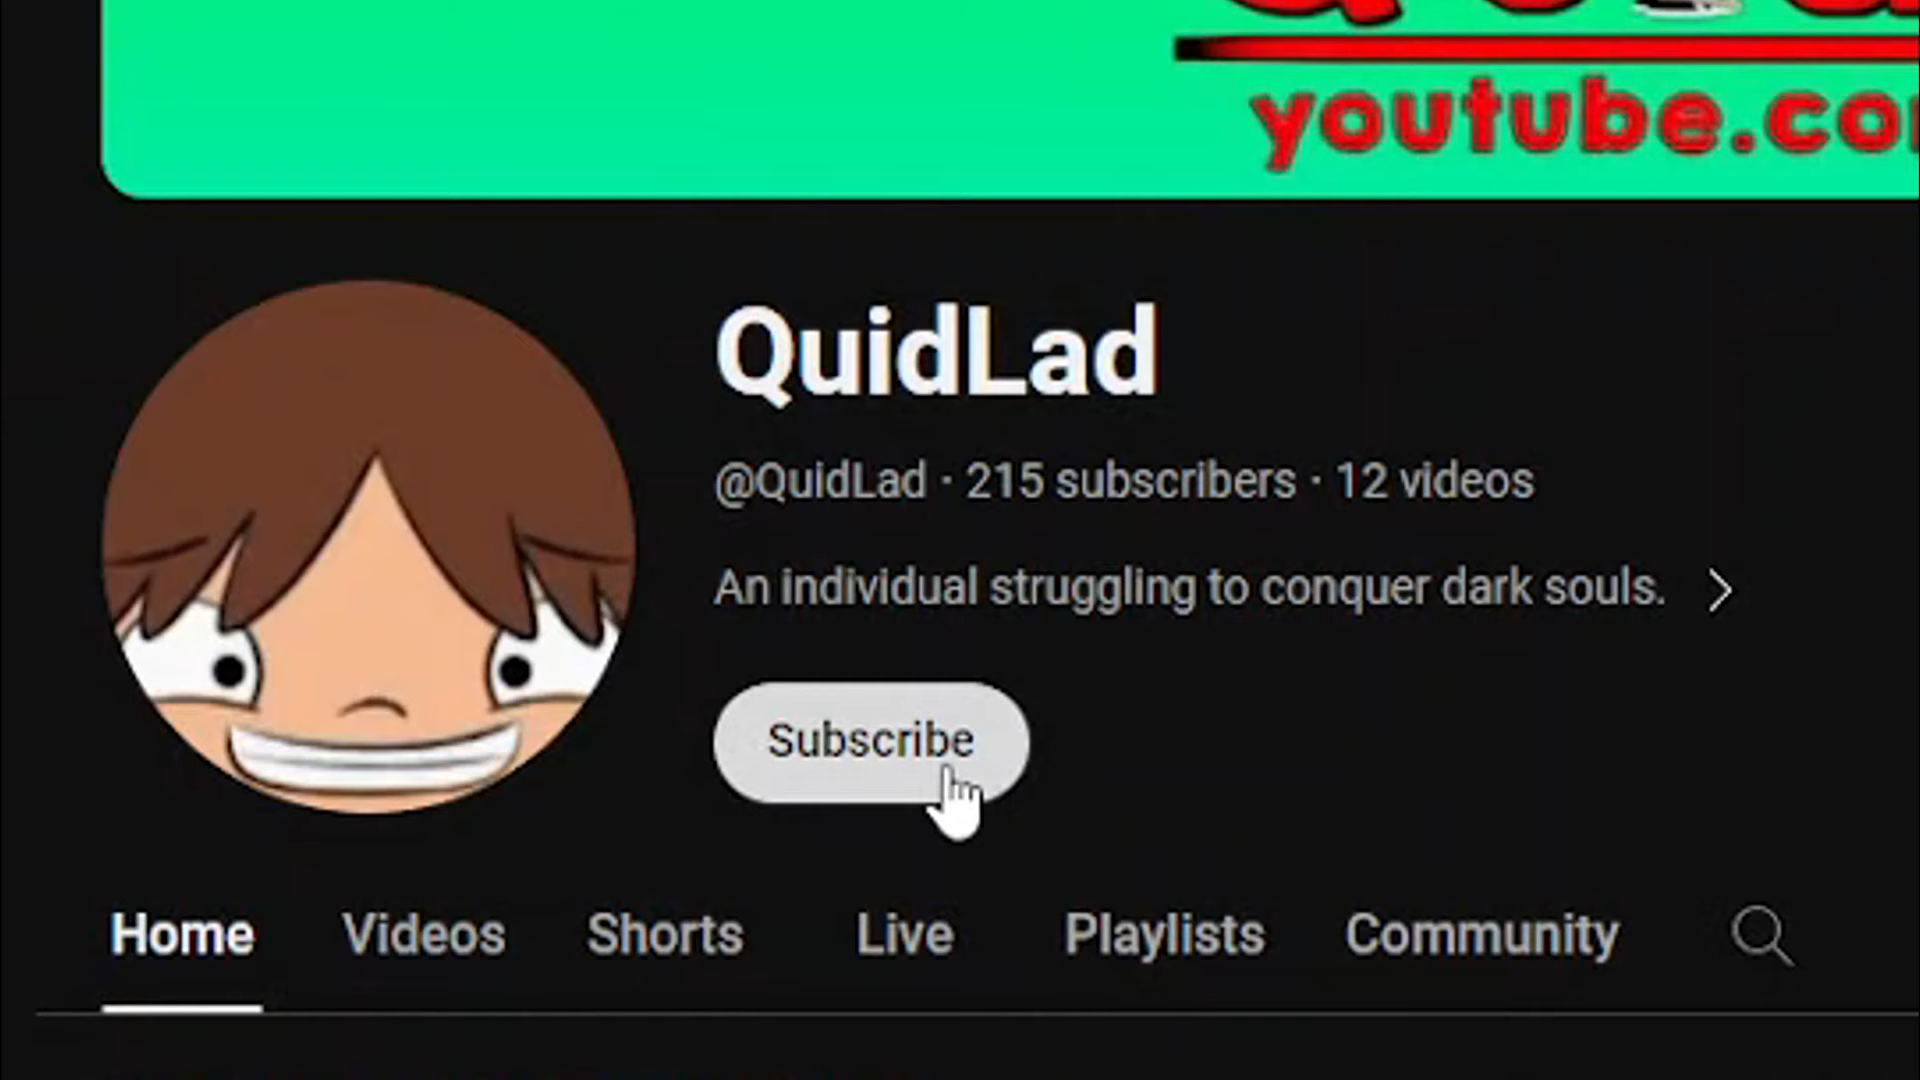 youtube.co
QuidLad
@QuidLad · 215 subscribers · 12 videos
An individual struggling to conquer dark souls.
Subscribe
Home Videos Shorts Live Playlists Community